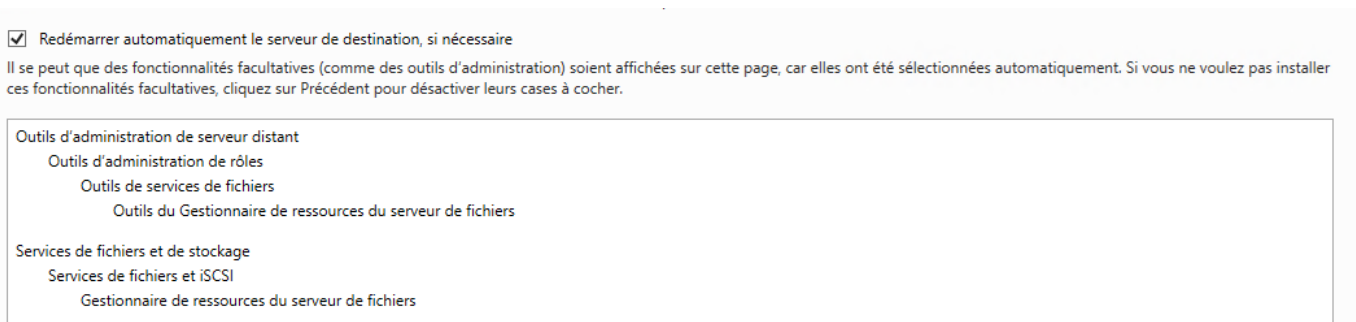 Redémarrer automatiquement le serveur de destination, si nécessaire
Il se peut que des fonctionnalités facultatives (comme des outils d'administration) soient affichées sur cette page, car elles ont été sélectionnées automatiquement. Si vous ne voulez pas installer
ces fonctionnalités facultatives, cliquez sur Précédent pour désactiver leurs cases à cocher.
Outils d'administration de serveur distant
Outils d'administration de rôles
Outils de services de fichiers
Outils du Gestionnaire de ressources du serveur de fichiers
Services de fichiers et de stockage
Services de fichiers et iSCSI
Gestionnaire de ressources du serveur de fichiers